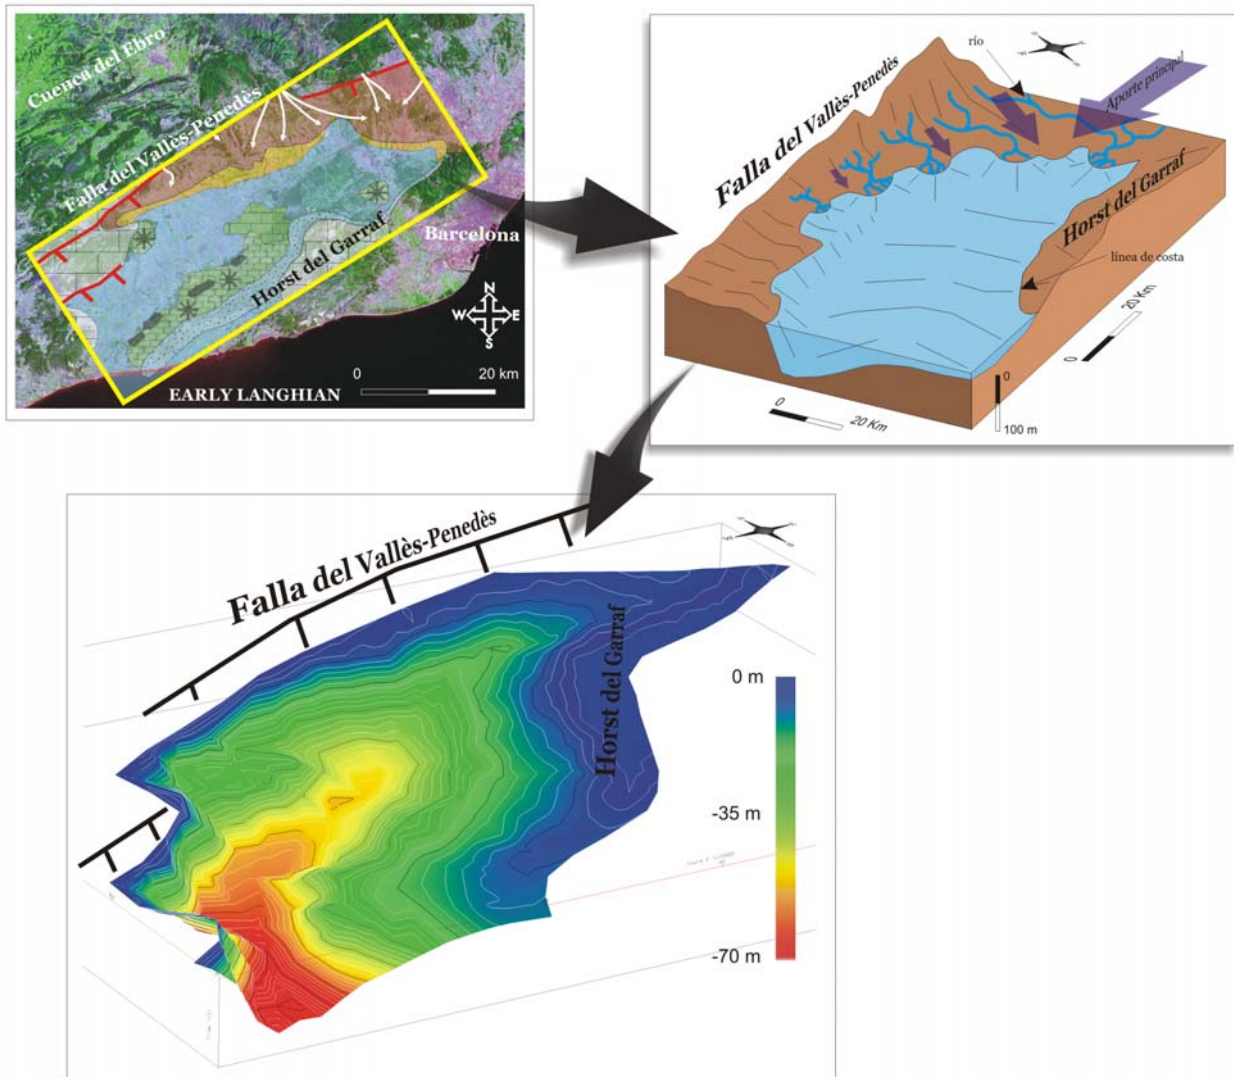 Cuenca del Ebro
Falla del Vallès-Penedès
Horst del Garraf
Barcelona
N
W E
S
0 20 km
EARLY LANGHIAN
río
Aporte principal
Falla del Vallès-Penedès
Horst del Garraf
línea de costa
0 20 Km
0 20 Km
0
100 m
Falla del Vallès-Penedès
Horst del Garraf
0 m
-35 m
-70 m